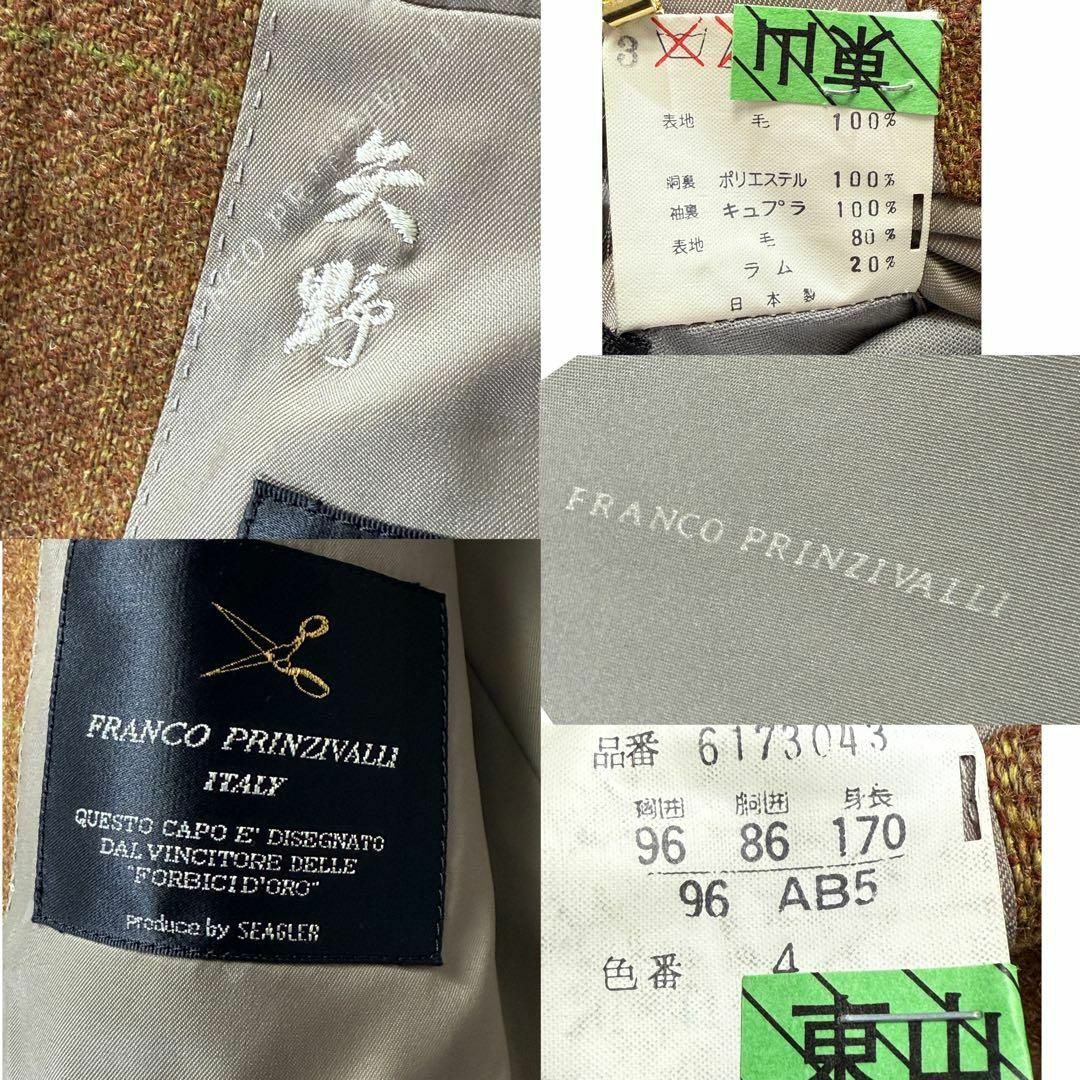 矢
野
3
東山
表地 毛 100%
胴裏 ポリエステル 100%
袖裏 キュプラ 100%
表地 毛 80%
ラム 20%
日本製
FRANCO PRINZIVALLI
FRANCO PRINZIVALLI
ITALY
QUESTO CAPO E' DISEGNATO
DAL VINCITORE DELLE
"FORBICI D'ORO"
produce by SEAGLER
品番 6173043
胸囲 胴囲 身長
96 86 170
96 AB5
色番 4
東山